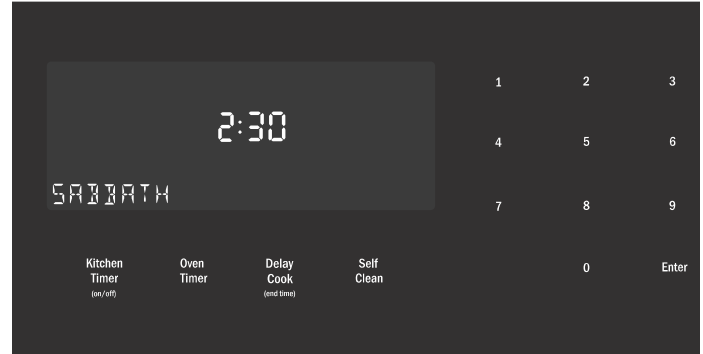 2:30
SABBATH
Kitchen Timer (on/off)
Oven Timer
Delay Cook (end time)
Self Clean
1 2 3
4 5 6
7 8 9
0 Enter